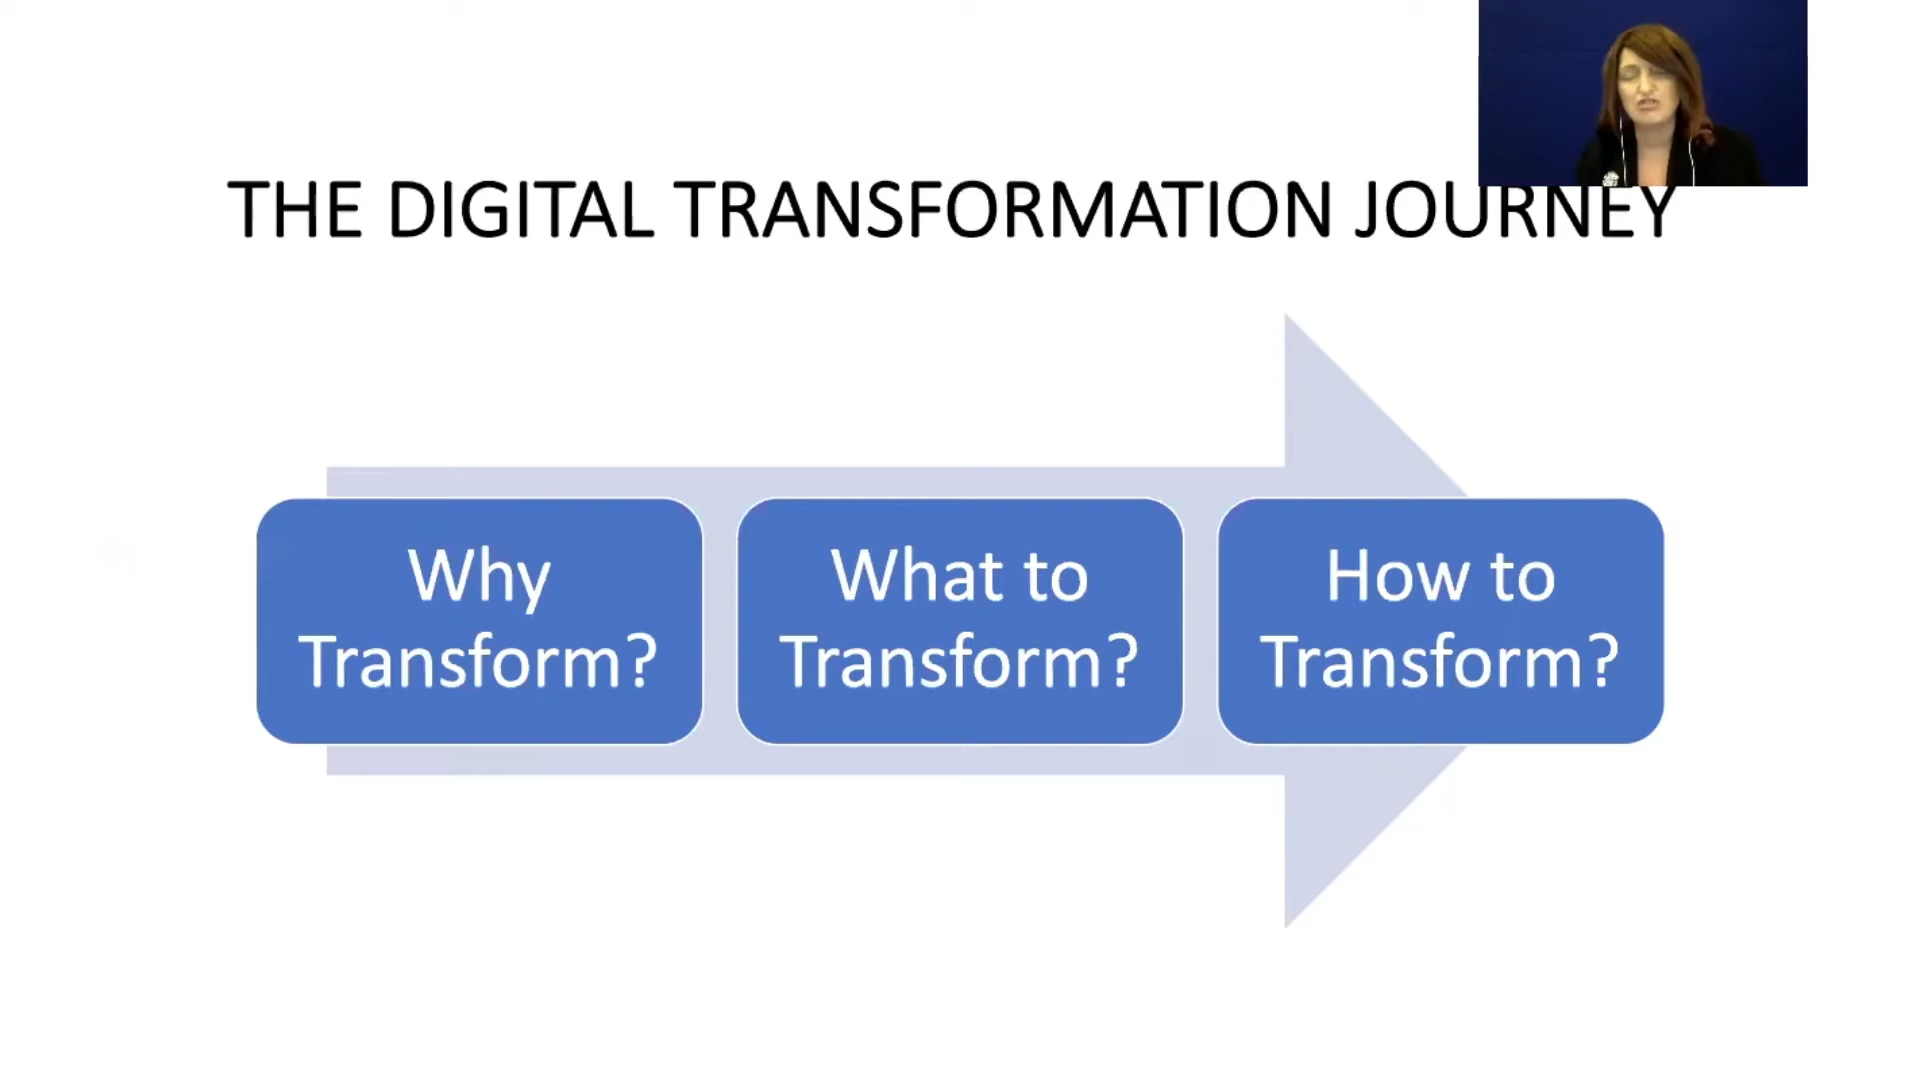 THE DIGITAL TRANSFORMATION JOURNEY
Why
Transform?
What to
Transform?
How to
Transform?